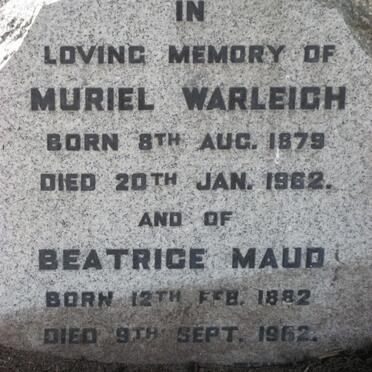 IN
LOVING MEMORY OF
MURIEL WARLEIGH
BORN 8TH AUG. 1879
DIED 20TH JAN. 1962.
AND OF
BEATRICE MAUD
BORN 12TH FEB. 1882
DIED 9TH SEPT. 1962.